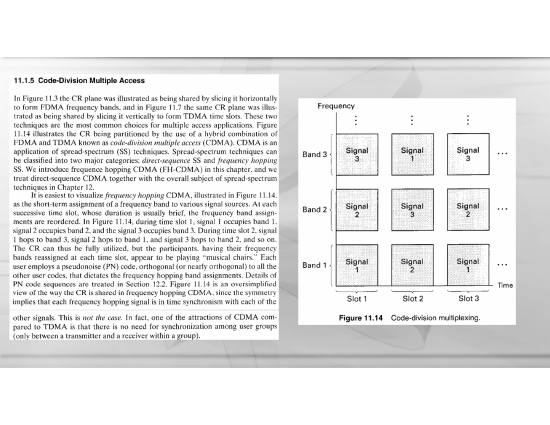 11.1.5 Code-Division Multiple Access
In Figure 11.3 the CR plane was illustrated as being shared by slicing it horizontally
to form FDMA frequency bands, and in Figure 11.7 the same CR plane was illus-
trated as being shared by slicing it vertically to form TDMA time slots. These two
techniques are the most common choices for multiple access applications. Figure
11.14 illustrates the CR being partitioned by the use of a hybrid combination of
FDMA and TDMA known as code-division multiple access (CDMA). CDMA is an
application of spread-spectrum (SS) techniques. Spread-spectrum techniques can
be classified into two major categories: direct-sequence SS and frequency hopping
SS. We introduce frequency hopping CDMA (FH-CDMA) in this chapter, and we
treat direct-sequence CDMA together with the overall subject of spread-spectrum
techniques in Chapter 12.
It is easiest to visualize frequency hopping CDMA, illustrated in Figure 11.14,
as the short-term assignment of a frequency band to various signal sources. At each
successive time slot, whose duration is usually brief, the frequency band assign-
ments are reordered. In Figure 11.14, during time slot 1, signal 1 occupies band 1,
signal 2 occupies band 2, and the signal 3 occupies band 3. During time slot 2, signal
1 hops to band 3, signal 2 hops to band 1, and signal 3 hops to band 2, and so on.
The CR can thus be fully utilized, but the participants, having their frequency
bands reassigned at each time slot, appear to be playing "musical chairs." Each
user employs a pseudonoise (PN) code, orthogonal (or nearly orthogonal) to all the
other user codes, that dictates the frequency hopping band assignments. Details of
PN code sequences are treated in Section 12.2. Figure 11.14 is an oversimplified
view of the way the CR is shared in frequency hopping CDMA, since the symmetry
implies that each frequency hopping signal is in time synchronism with each of the
other signals. This is not the case. In fact, one of the attractions of CDMA com-
pared to TDMA is that there is no need for synchronization among user groups
(only between a transmitter and a receiver within a group).
Frequency
Band 3
Signal 3
Signal 1
Signal 3
Band 2
Signal 2
Signal 3
Signal 2
Band 1
Signal 1
Signal 2
Signal 1
Time
Slot 1 Slot 2 Slot 3
Figure 11.14 Code-division multiplexing.